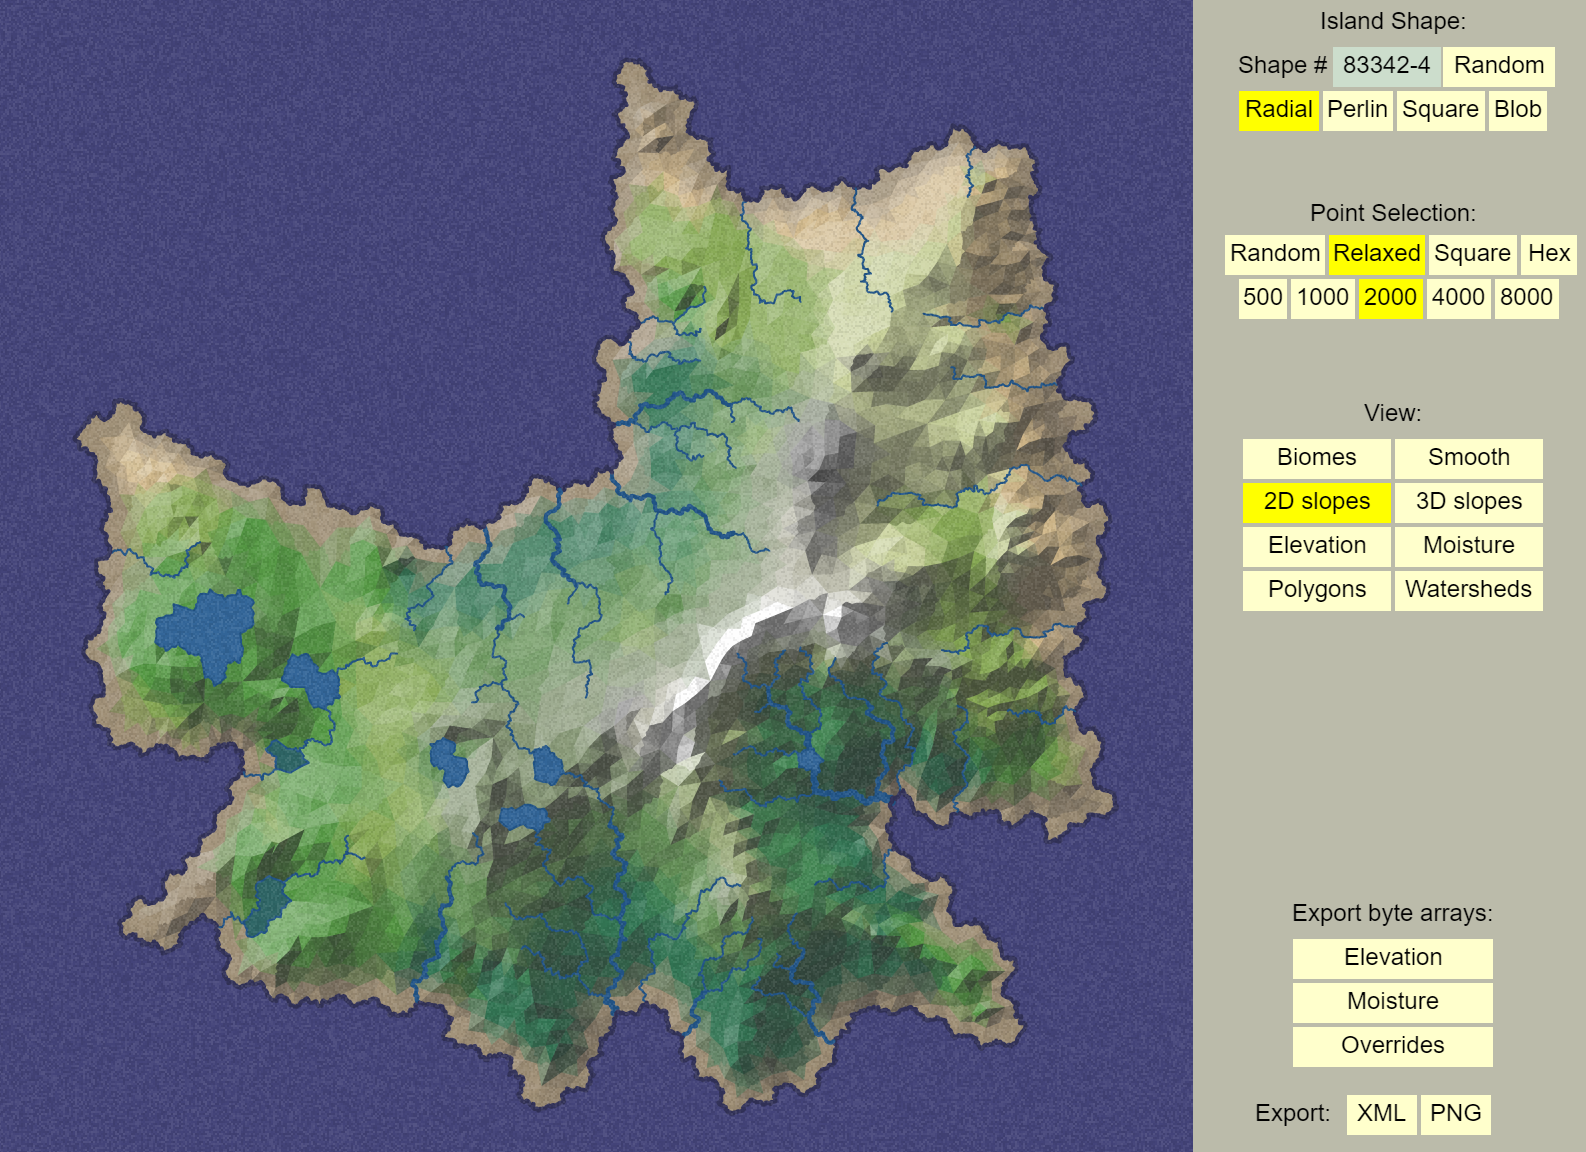 Island Shape:
Shape # 83342-4 Random
Radial Perlin Square Blob
Point Selection:
Random Relaxed Square Hex
500 1000 2000 4000 8000
View:
Biomes Smooth
2D slopes 3D slopes
Elevation Moisture
Polygons Watersheds
Export byte arrays:
Elevation
Moisture
Overrides
Export: XML PNG